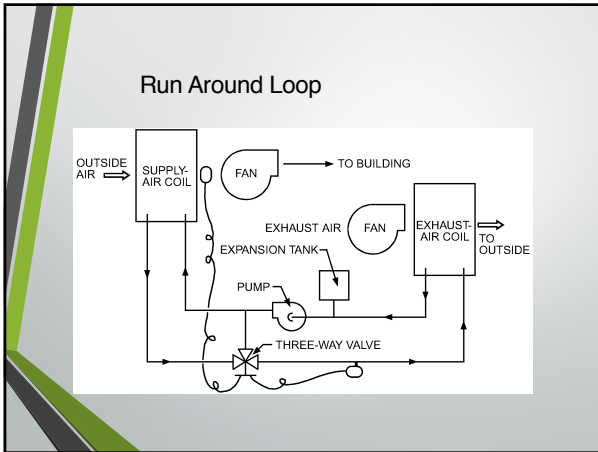 Run Around Loop
OUTSIDE
AIR
SUPPLY-
AIR COIL
FAN
TO BUILDING
EXHAUST AIR
FAN
EXHAUST-
AIR COIL
TO
OUTSIDE
EXPANSION TANK
PUMP
THREE-WAY VALVE